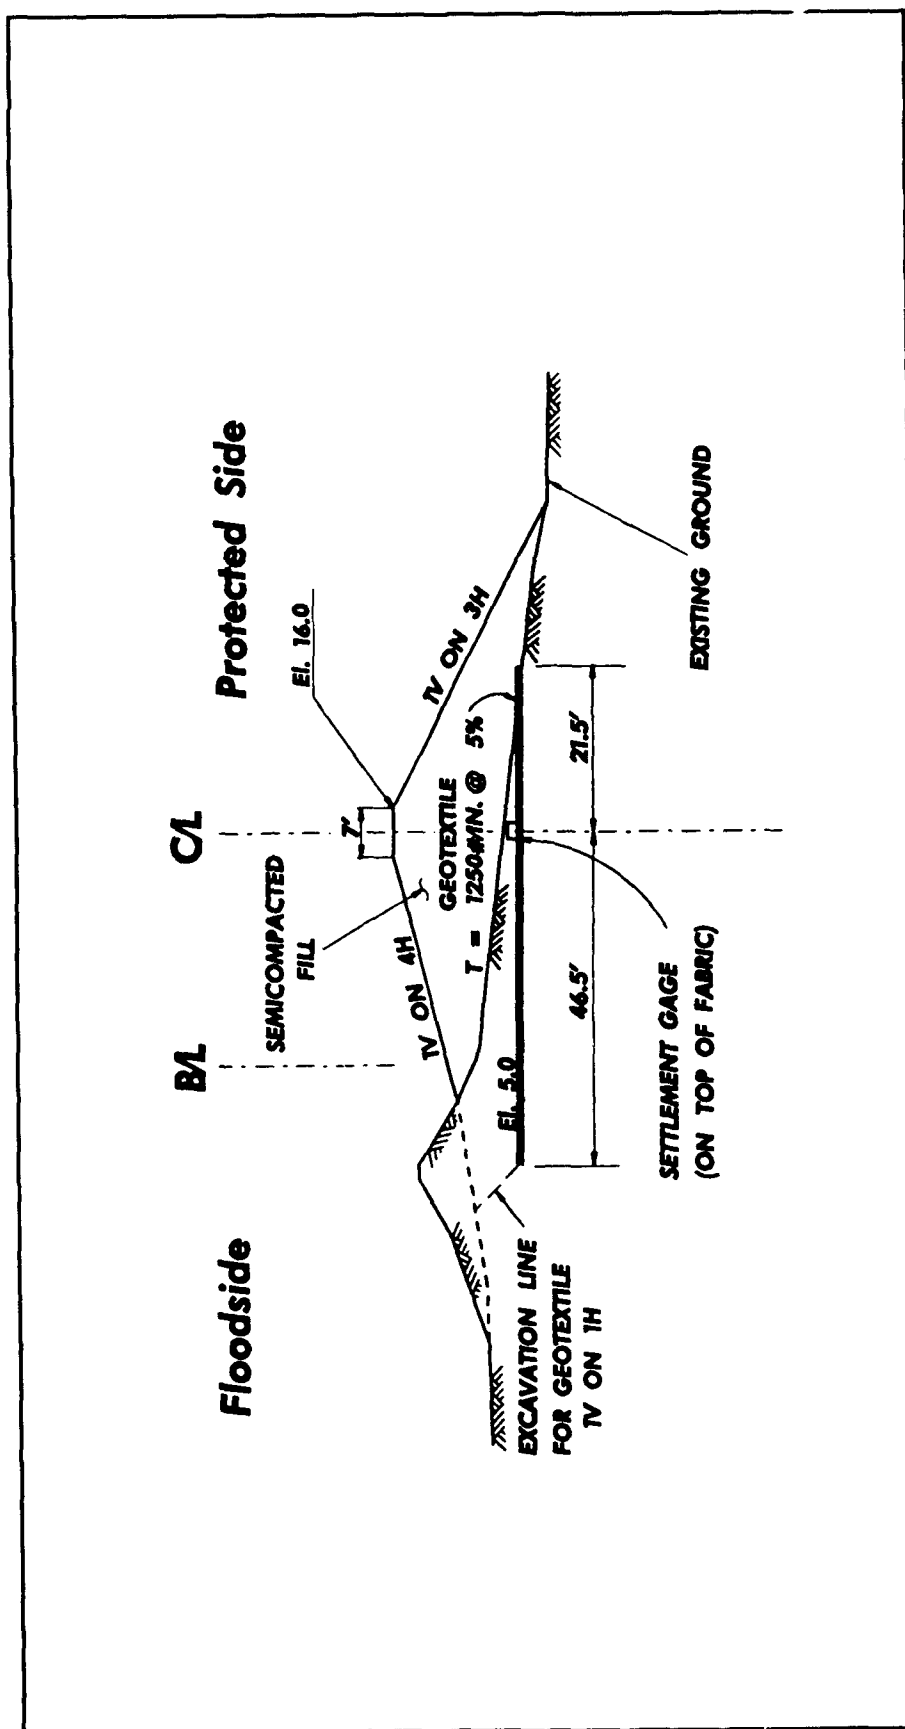 Floodside
B/L
C/L
Protected Side
El. 16.0
7'
SEMICOMPACTED
FILL
1V ON 4H
1V ON 3H
GEOTEXTILE
T = 1250#/IN. @ 5%
El. 5.0
46.5'
21.5'
EXCAVATION LINE
FOR GEOTEXTILE
1V ON 1H
SETTLEMENT GAGE
(ON TOP OF FABRIC)
EXISTING GROUND